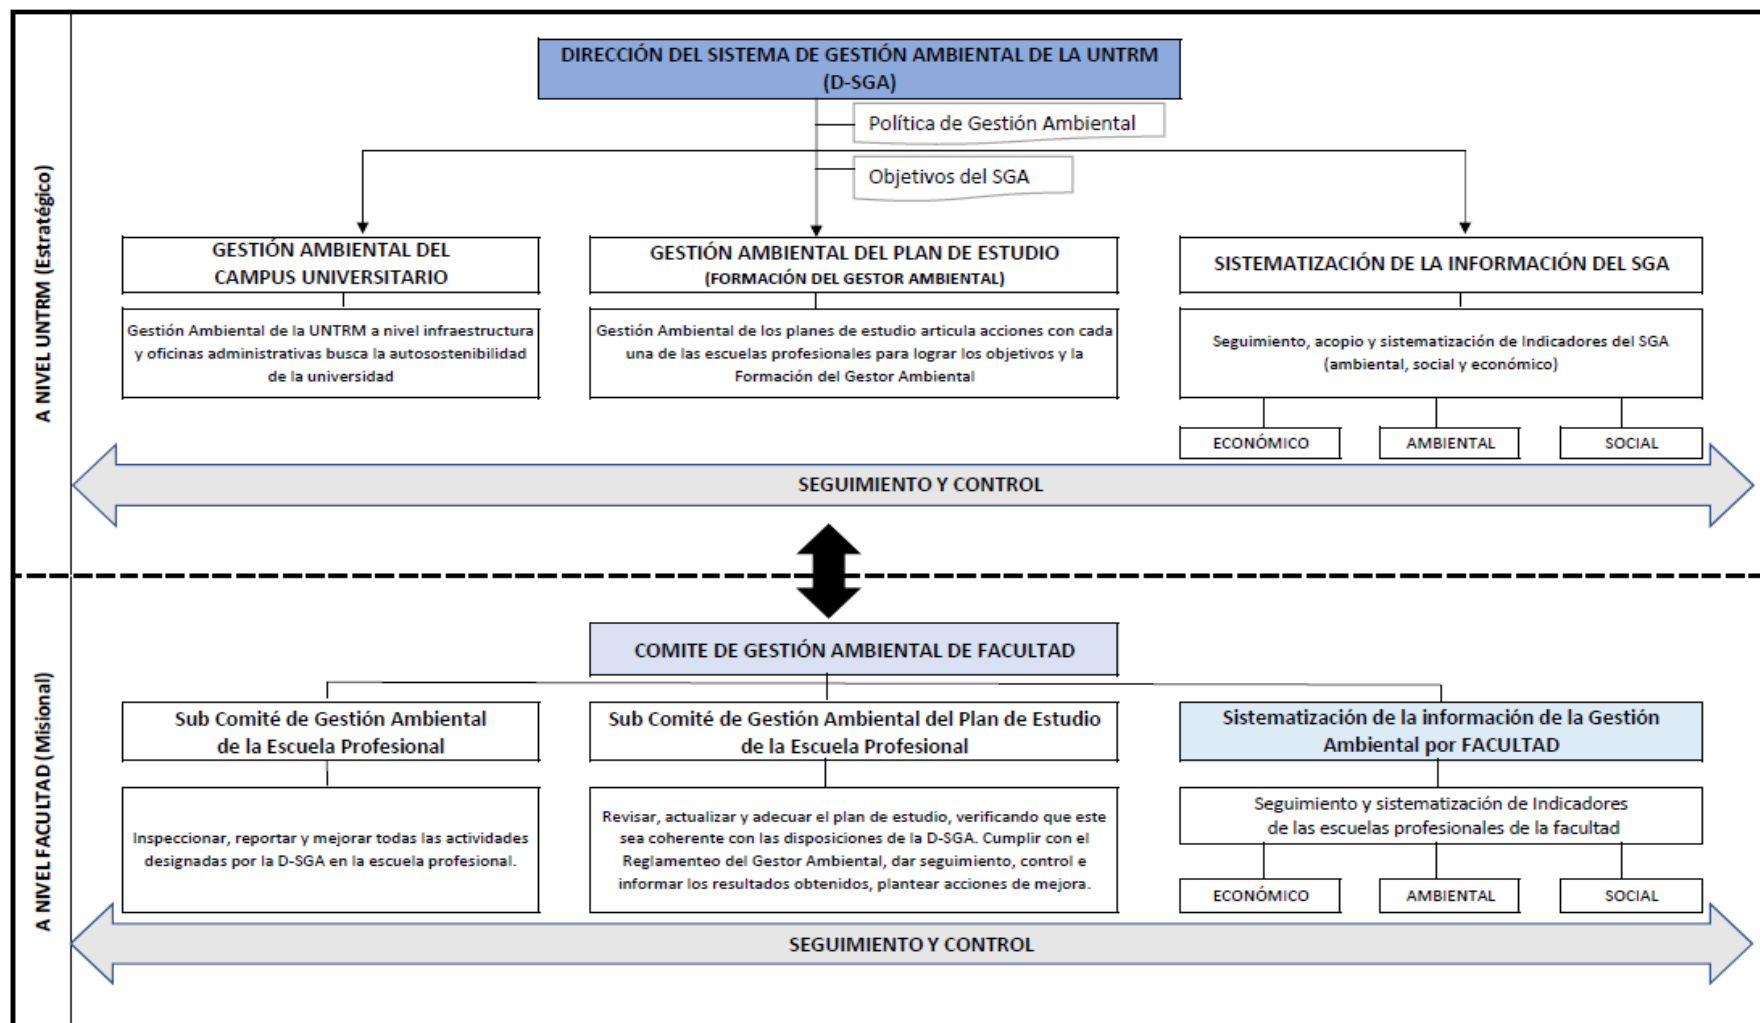 A NIVEL UNTRM (Estratégico)
DIRECCIÓN DEL SISTEMA DE GESTIÓN AMBIENTAL DE LA UNTRM
(D-SGA)
Política de Gestión Ambiental
Objetivos del SGA
GESTIÓN AMBIENTAL DEL
CAMPUS UNIVERSITARIO
Gestión Ambiental de la UNTRM a nivel infraestructura
y oficinas administrativas busca la autosostenibilidad
de la universidad
GESTIÓN AMBIENTAL DEL PLAN DE ESTUDIO
(FORMACIÓN DEL GESTOR AMBIENTAL)
Gestión Ambiental de los planes de estudio articula acciones con cada
una de las escuelas profesionales para lograr los objetivos y la
Formación del Gestor Ambiental
SISTEMATIZACIÓN DE LA INFORMACIÓN DEL SGA
Seguimiento, acopio y sistematización de Indicadores del SGA
(ambiental, social y económico)
ECONÓMICO
AMBIENTAL
SOCIAL
SEGUIMIENTO Y CONTROL
A NIVEL FACULTAD (Misional)
COMITE DE GESTIÓN AMBIENTAL DE FACULTAD
Sub Comité de Gestión Ambiental
de la Escuela Profesional
Inspeccionar, reportar y mejorar todas las actividades
designadas por la D-SGA en la escuela profesional.
Sub Comité de Gestión Ambiental del Plan de Estudio
de la Escuela Profesional
Revisar, actualizar y adecuar el plan de estudio, verificando que este
sea coherente con las disposiciones de la D-SGA. Cumplir con el
Reglamenteo del Gestor Ambiental, dar seguimiento, control e
informar los resultados obtenidos, plantear acciones de mejora.
Sistematización de la información de la Gestión
Ambiental por FACULTAD
Seguimiento y sistematización de Indicadores
de las escuelas profesionales de la facultad
ECONÓMICO
AMBIENTAL
SOCIAL
SEGUIMIENTO Y CONTROL